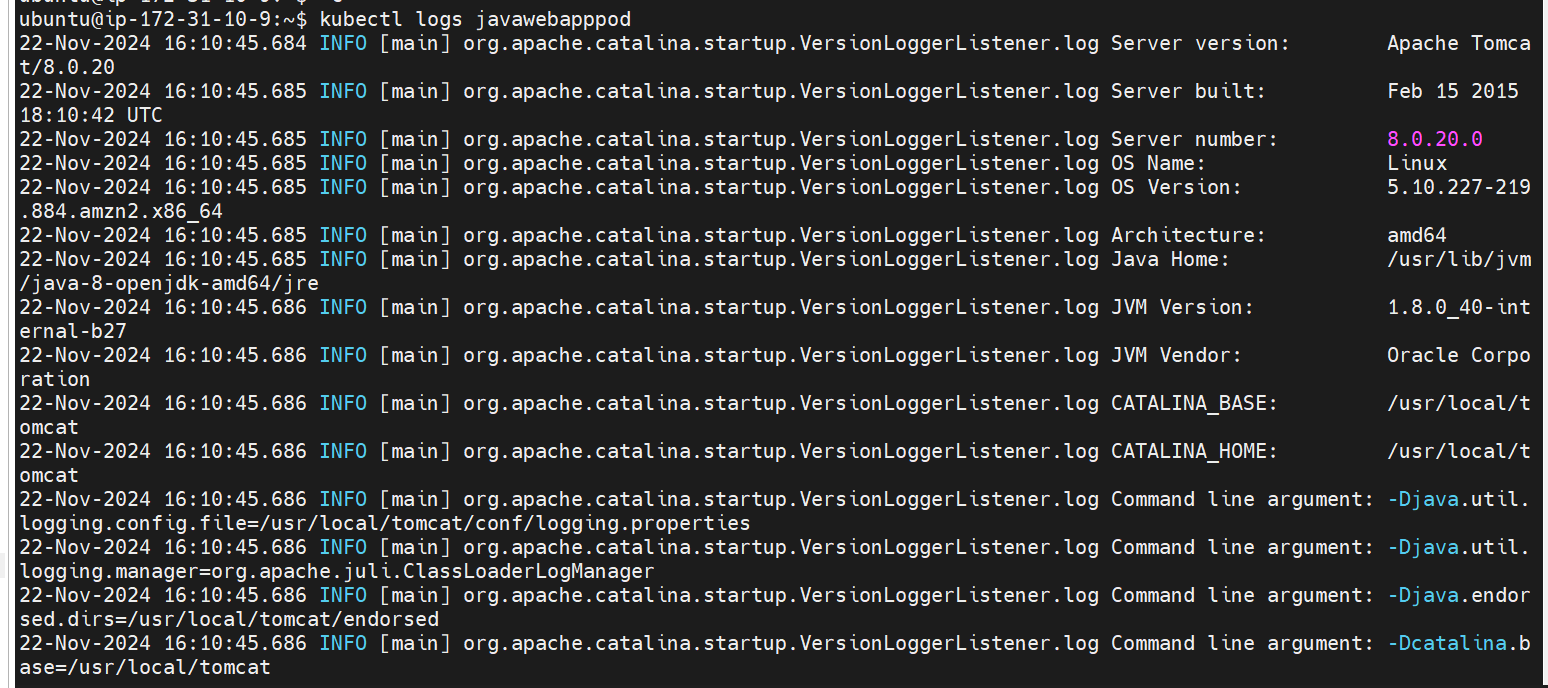 ubuntu@ip-172-31-10-9:~$ kubectl logs javawebapppod
22-Nov-2024 16:10:45.684 INFO [main] org.apache.catalina.startup.VersionLoggerListener.log Server version:        Apache Tomca
t/8.0.20
22-Nov-2024 16:10:45.685 INFO [main] org.apache.catalina.startup.VersionLoggerListener.log Server built:          Feb 15 2015
18:10:42 UTC
22-Nov-2024 16:10:45.685 INFO [main] org.apache.catalina.startup.VersionLoggerListener.log Server number:         8.0.20.0
22-Nov-2024 16:10:45.685 INFO [main] org.apache.catalina.startup.VersionLoggerListener.log OS Name:               Linux
22-Nov-2024 16:10:45.685 INFO [main] org.apache.catalina.startup.VersionLoggerListener.log OS Version:            5.10.227-219
.884.amzn2.x86_64
22-Nov-2024 16:10:45.685 INFO [main] org.apache.catalina.startup.VersionLoggerListener.log Architecture:          amd64
22-Nov-2024 16:10:45.685 INFO [main] org.apache.catalina.startup.VersionLoggerListener.log Java Home:             /usr/lib/jvm
/java-8-openjdk-amd64/jre
22-Nov-2024 16:10:45.686 INFO [main] org.apache.catalina.startup.VersionLoggerListener.log JVM Version:           1.8.0_40-int
ernal-b27
22-Nov-2024 16:10:45.686 INFO [main] org.apache.catalina.startup.VersionLoggerListener.log JVM Vendor:            Oracle Corpo
ration
22-Nov-2024 16:10:45.686 INFO [main] org.apache.catalina.startup.VersionLoggerListener.log CATALINA_BASE:         /usr/local/t
omcat
22-Nov-2024 16:10:45.686 INFO [main] org.apache.catalina.startup.VersionLoggerListener.log CATALINA_HOME:         /usr/local/t
omcat
22-Nov-2024 16:10:45.686 INFO [main] org.apache.catalina.startup.VersionLoggerListener.log Command line argument: -Djava.util.
logging.config.file=/usr/local/tomcat/conf/logging.properties
22-Nov-2024 16:10:45.686 INFO [main] org.apache.catalina.startup.VersionLoggerListener.log Command line argument: -Djava.util.
logging.manager=org.apache.juli.ClassLoaderLogManager
22-Nov-2024 16:10:45.686 INFO [main] org.apache.catalina.startup.VersionLoggerListener.log Command line argument: -Djava.endor
sed.dirs=/usr/local/tomcat/endorsed
22-Nov-2024 16:10:45.686 INFO [main] org.apache.catalina.startup.VersionLoggerListener.log Command line argument: -Dcatalina.b
ase=/usr/local/tomcat